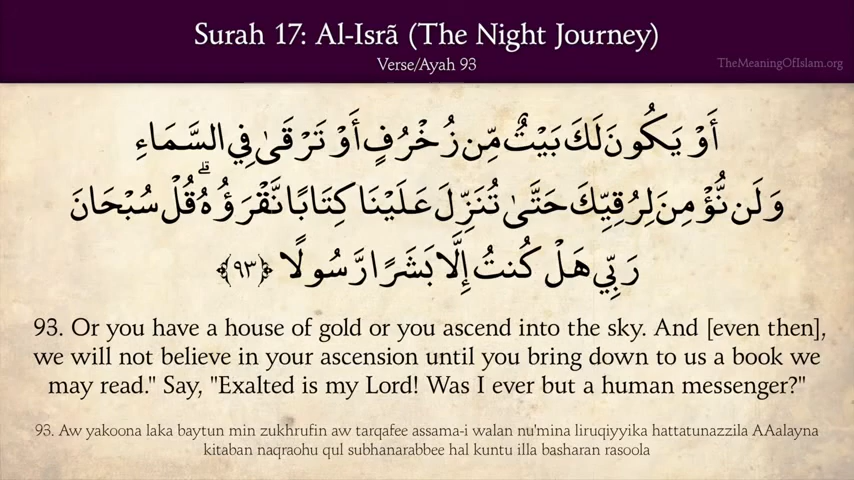 Surah 17: Al-Isrã (The Night Journey)
Verse/Ayah 93
TheMeaningOfIslam.org
أَوْ يَكُونَ لَكَ بَيْتٌ مِّن زُخْرُفٍ أَوْ تَرْقَىٰ فِي السَّمَاءِ
وَلَن نُّؤْمِنَ لِرُقِيِّكَ حَتَّىٰ تُنَزِّلَ عَلَيْنَا كِتَابًا نَّقْرَؤُهُ ۗ قُلْ سُبْحَانَ
رَبِّي هَلْ كُنتُ إِلَّا بَشَرًا رَّسُولًا ﴿٩٣﴾
93. Or you have a house of gold or you ascend into the sky. And [even then],
we will not believe in your ascension until you bring down to us a book we
may read." Say, "Exalted is my Lord! Was I ever but a human messenger?"
93. Aw yakoona laka baytun min zukhrufin aw tarqafee assama-i walan nu'mina liruqiyyika hattatunazzila AAalayna
kitaban naqraohu qul subhanarabbee hal kuntu illa basharan rasoola